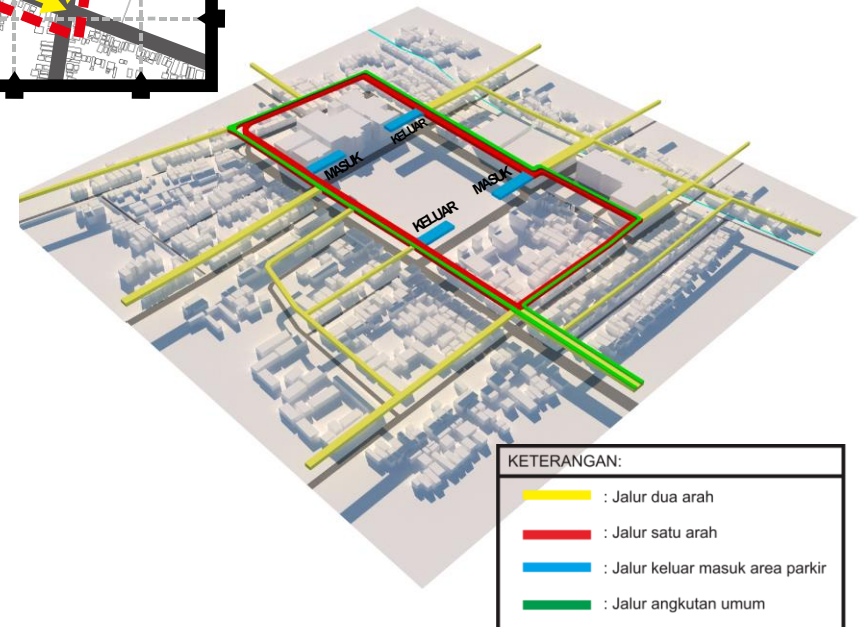 KELUAR
MASUK
MASUK
KELUAR
KETERANGAN:
: Jalur dua arah
: Jalur satu arah
: Jalur keluar masuk area parkir
: Jalur angkutan umum